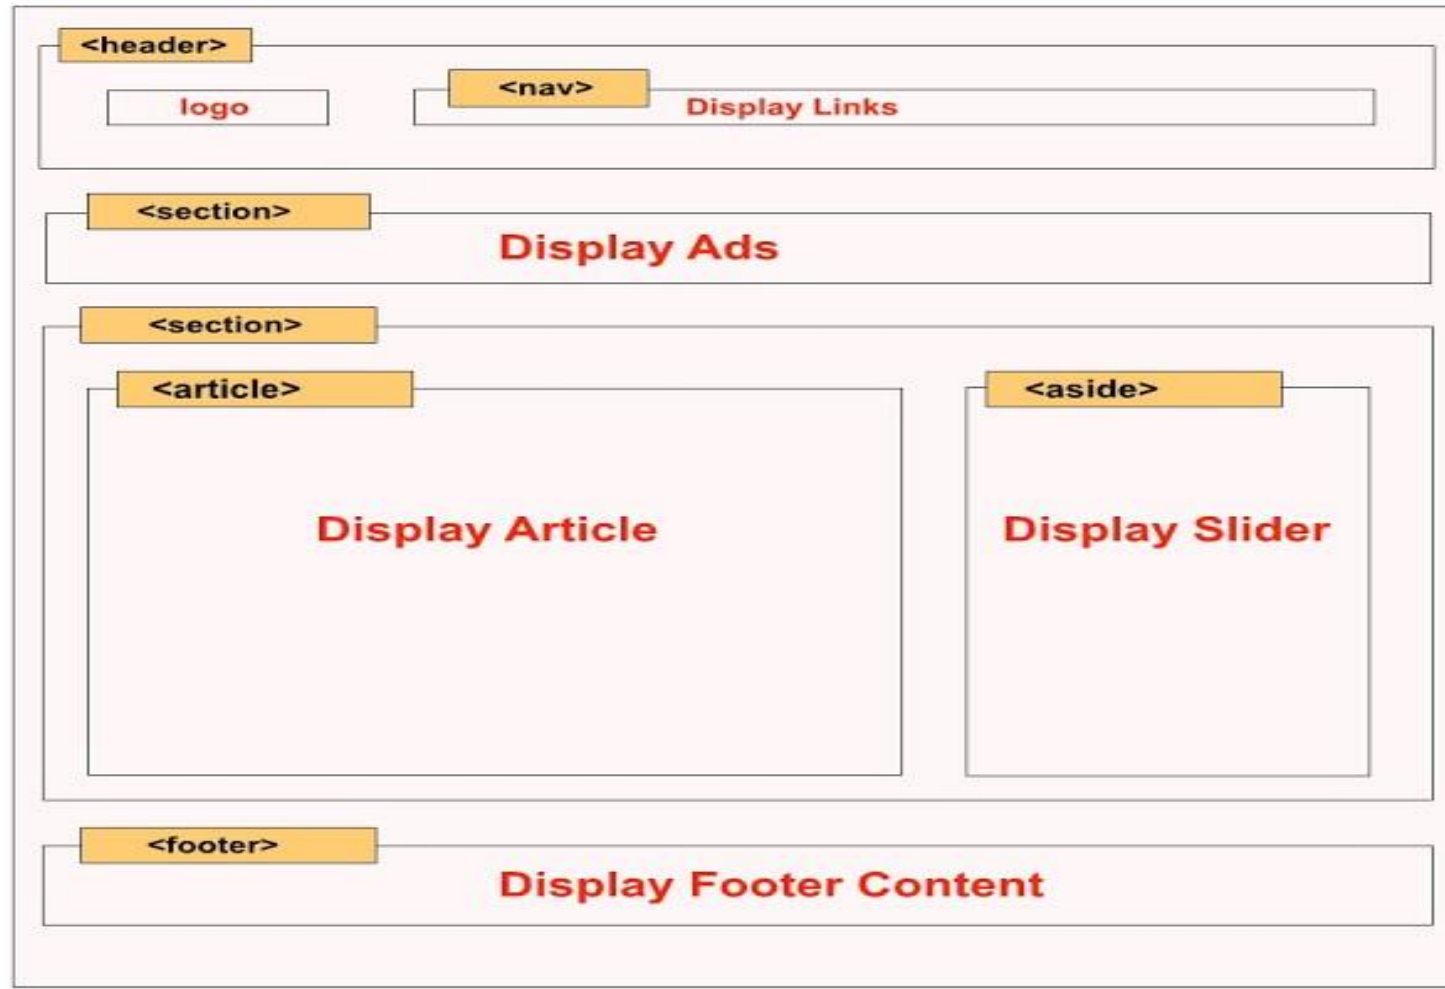 <header>
logo
<nav>
Display Links
<section>
Display Ads
<section>
<article>
Display Article
<aside>
Display Slider
<footer>
Display Footer Content